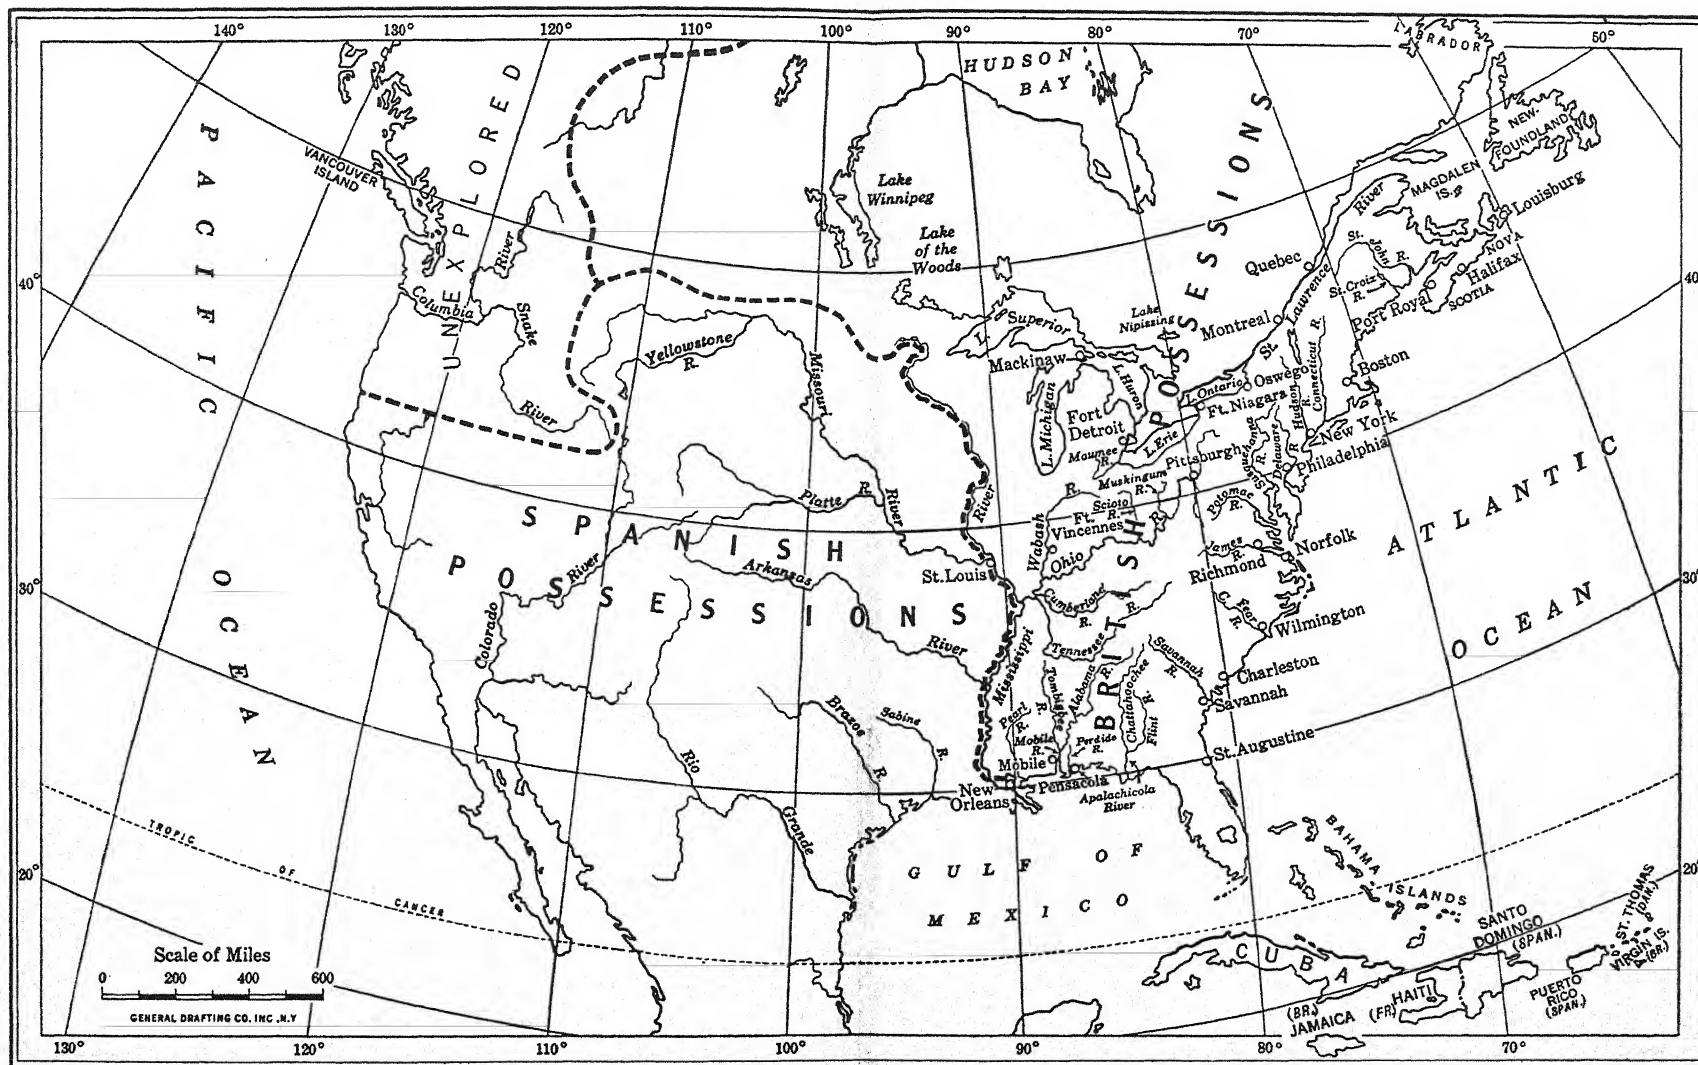 140°
130°
120°
110°
100°
90°
80°
70°
50°
LABRADOR
HUDSON
BAY
NEW-
FOUNDLAND
UNEXPLORED
VANCOUVER
ISLAND
Lake
Winnipeg
Lake
of the
Woods
MAGDALEN
IS.
Louisburg
River
St. John R.
NOVA
SCOTIA
Halifax
Quebec
St. Croix
R.
Port Royal
40°
40°
PACIFIC
OCEAN
River
Columbia
Snake
River
Yellowstone
R.
Missouri
River
L. Superior
Lake
Nipissing
Montreal
St. Lawrence
Mackinaw
L. Huron
L. Michigan
L. Ontario
Oswego
Boston
Connecticut R.
Hudson
R.
Ft. Niagara
Fort
Detroit
L. Erie
Maumee
R.
New York
Pittsburgh
Susquehanna
R.
Delaware
R.
Philadelphia
Muskingum
R.
Scioto
R.
Potomac
R.
Wabash
R.
Ft.
Vincennes
Ohio
R.
Platte
R.
River
James
R.
Norfolk
Richmond
SPANISH
POSSESSIONS
BRITISH
POSSESSIONS
ATLANTIC
OCEAN
River
Colorado
Arkansas
River
St. Louis
Cumberland
R.
Tennessee
R.
C. Fear
R.
Wilmington
30°
30°
Mississippi
Tombigbee
R.
Alabama
R.
Savannah
R.
Chattahoochee
R.
Flint
Charleston
Savannah
Pearl
R.
Mobile
R.
Perdido
R.
Mobile
St. Augustine
New
Orleans
Pensacola
Apalachicola
River
Brazos
R.
Sabine
R.
Rio
Grande
GULF OF
MEXICO
BAHAMA
ISLANDS
TROPIC
OF
CANCER
20°
20°
CUBA
SANTO
DOMINGO
(SPAN.)
ST. THOMAS
(DAN.)
VIRGIN IS.
(BR.)
PUERTO
RICO
(SPAN.)
HAITI
(FR)
(BR.)
JAMAICA
Scale of Miles
0 200 400 600
GENERAL DRAFTING CO. INC. N.Y
130°
120°
110°
100°
90°
80°
70°